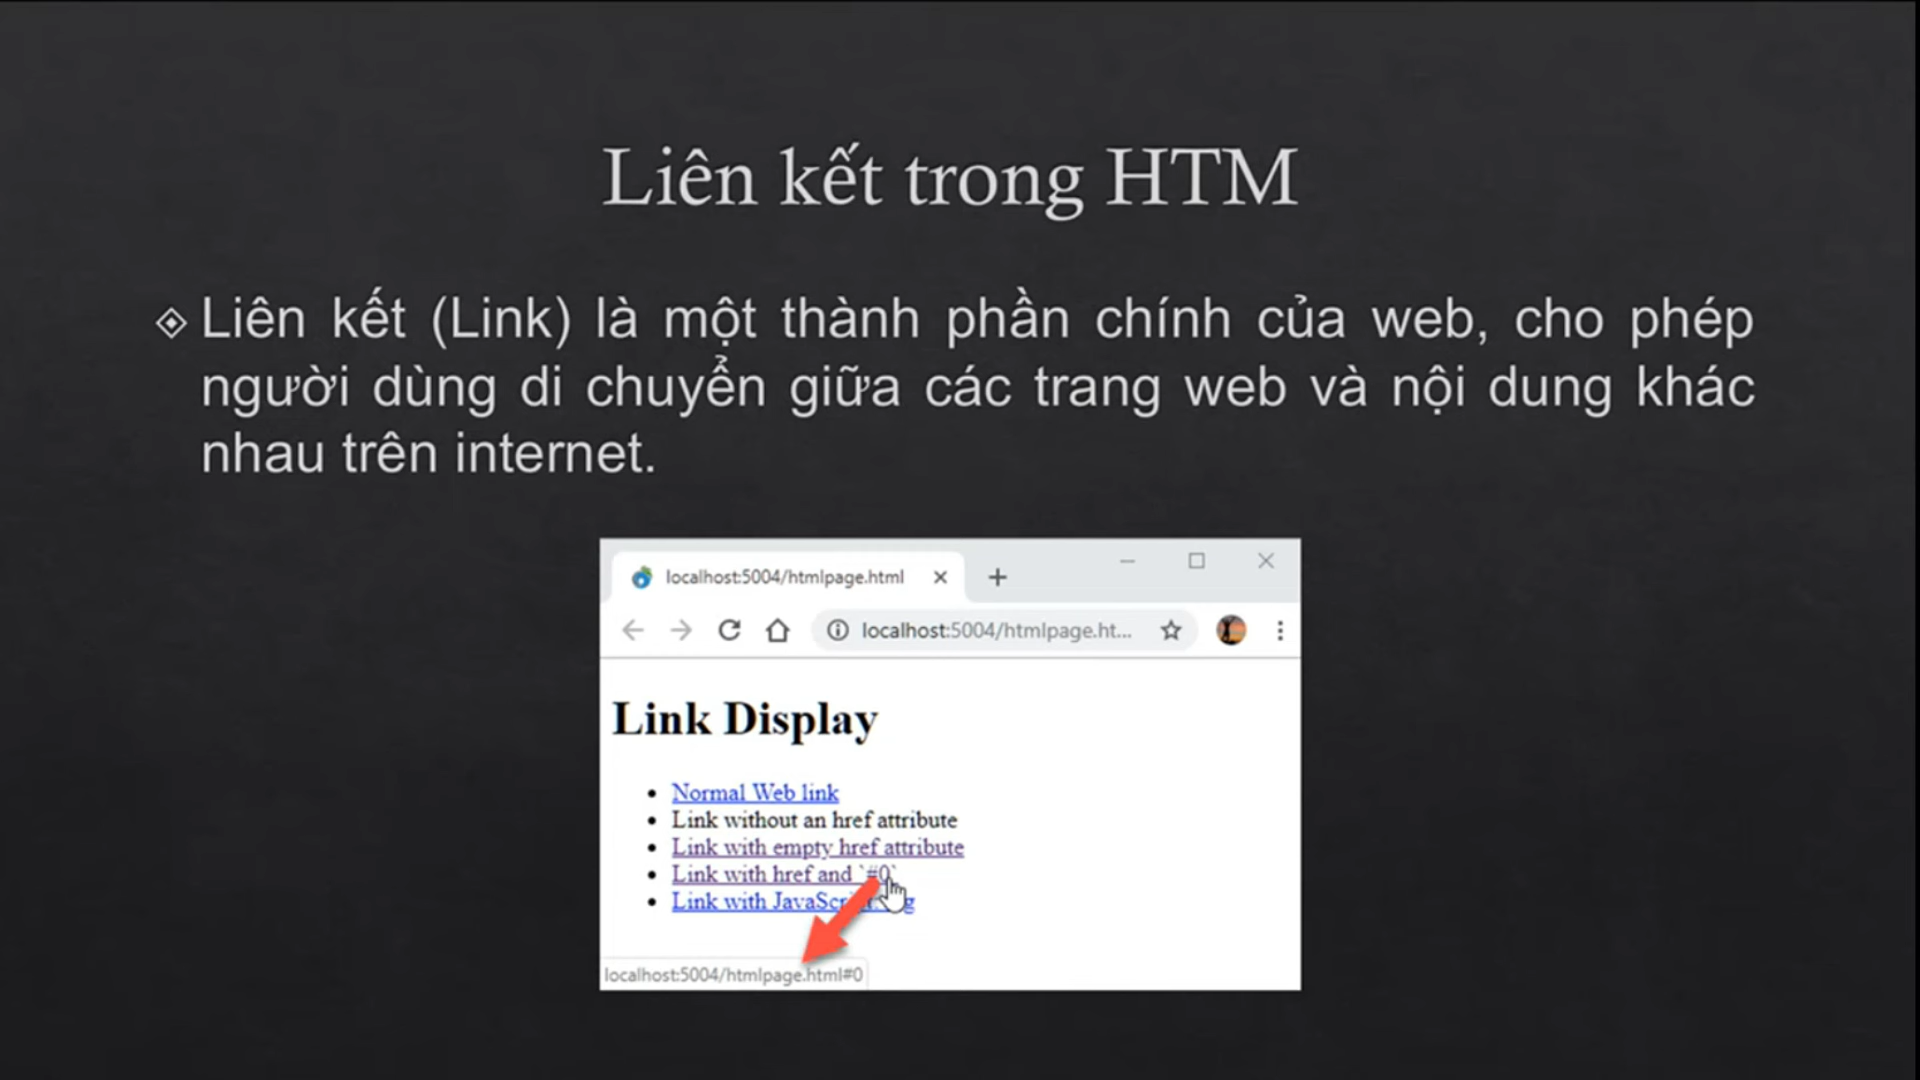 Liên kết trong HTM
Liên kết (Link) là một thành phần chính của web, cho phép
người dùng di chuyển giữa các trang web và nội dung khác
nhau trên internet.
localhost:5004/htmlpage.html
localhost:5004/htmlpage.ht...
Link Display
Normal Web link
Link without an href attribute
Link with empty href attribute
Link with href and `#0`
Link with
localhost:5004/htmlpage.html#0